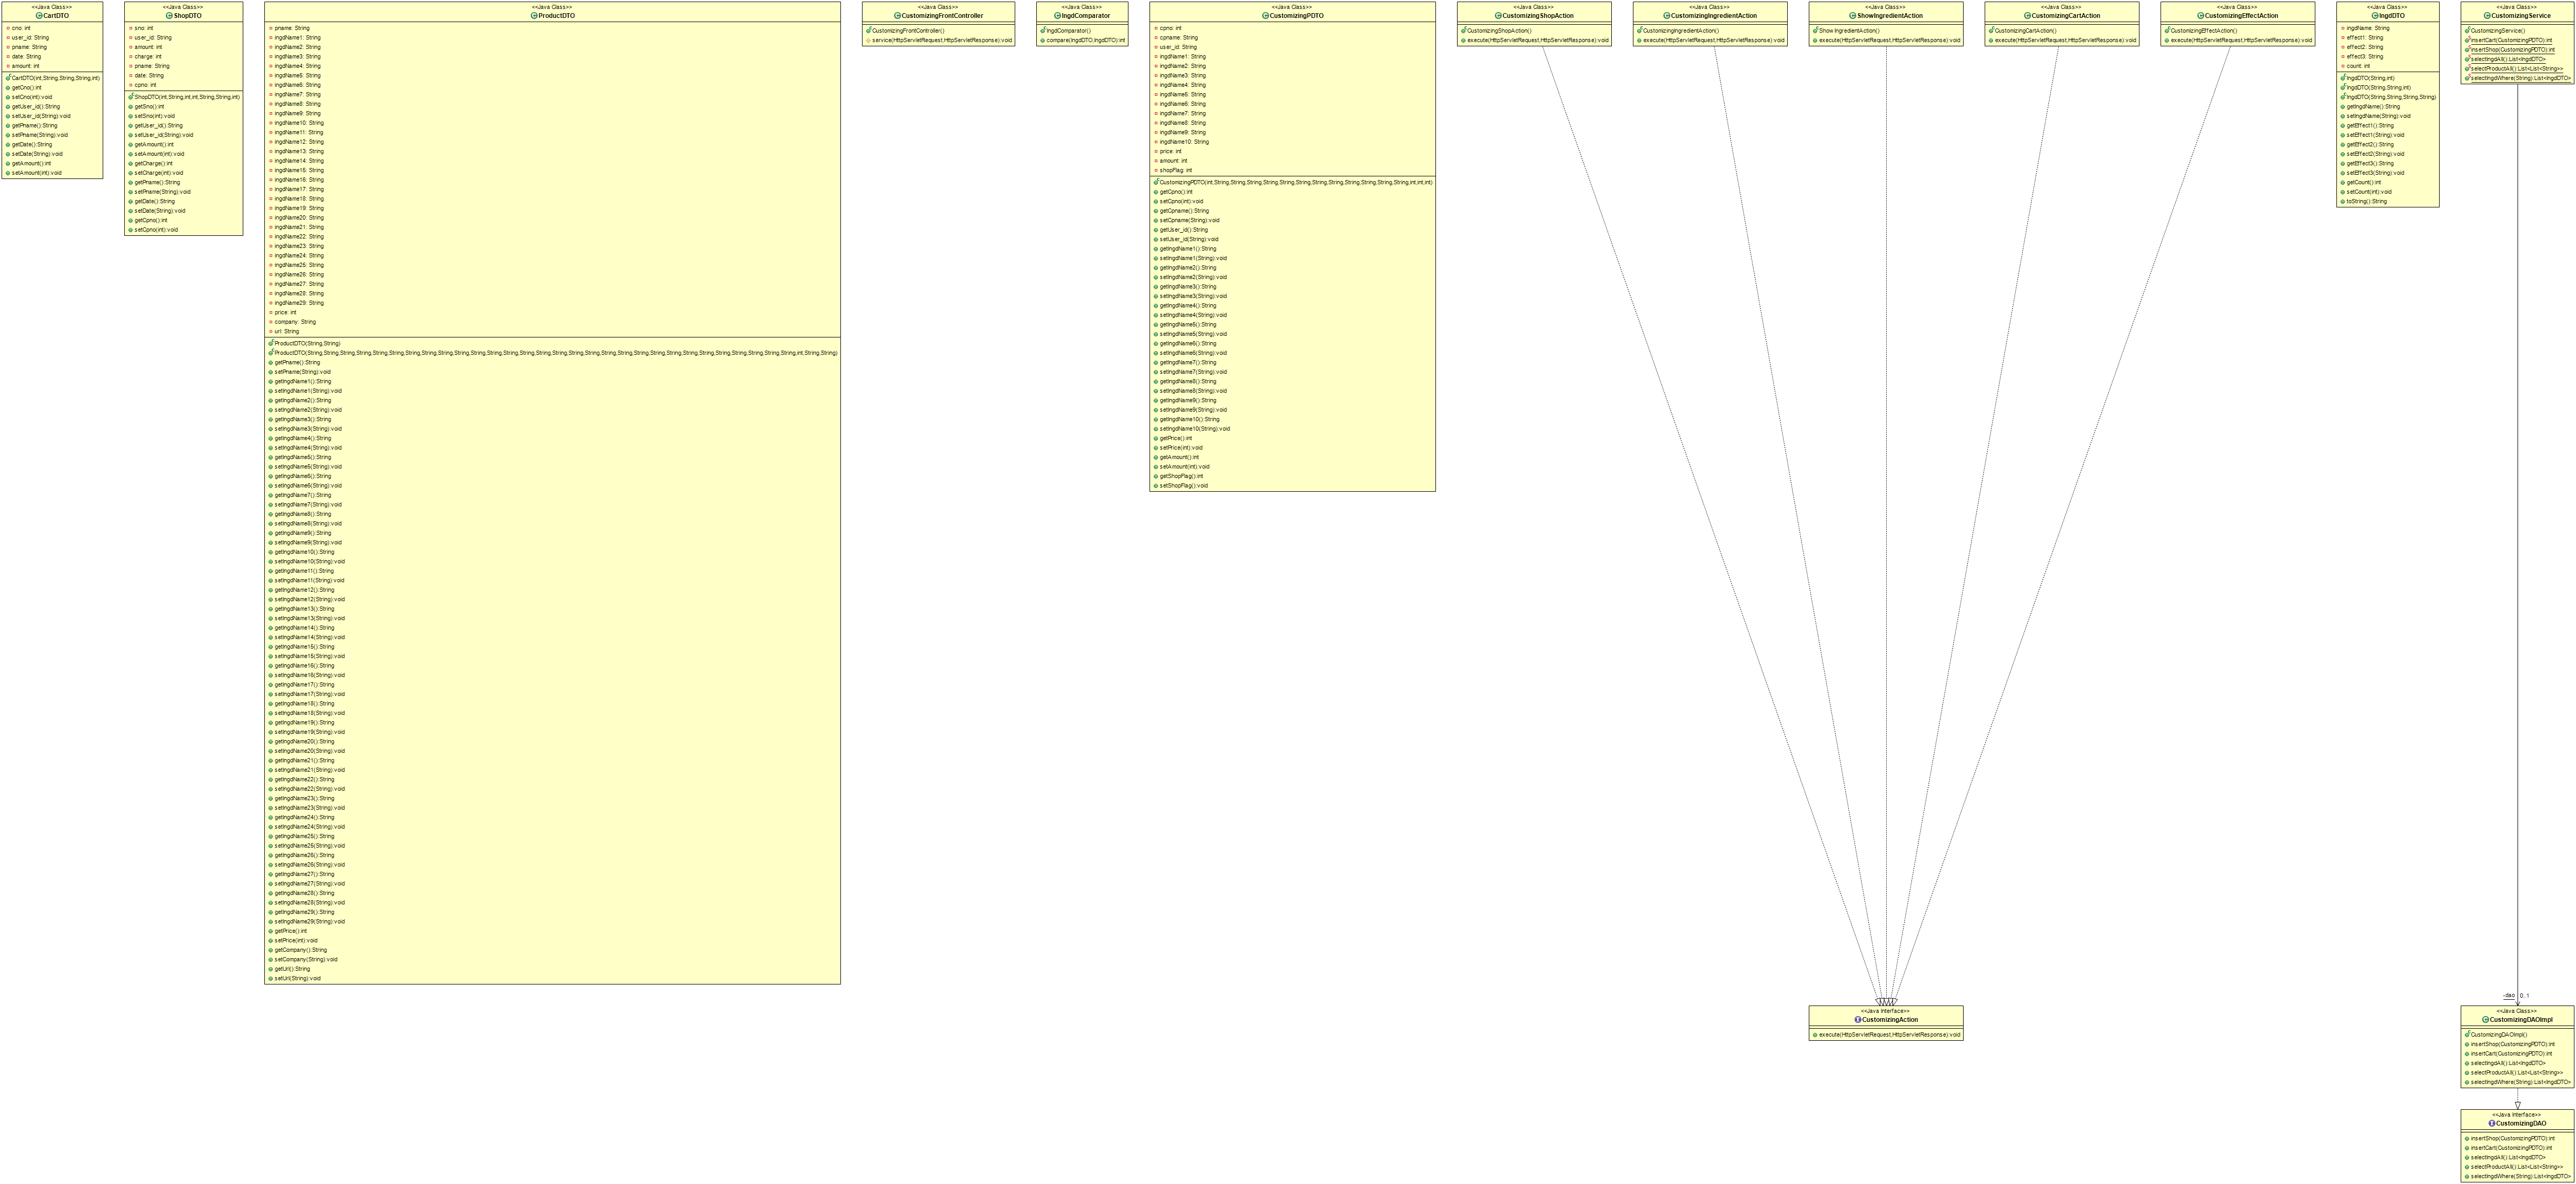 <<Java Class>>
CartDTO
cno: int
user_id: String
pname: String
date: String
amount: int
CartDTO(int,String,String,String,int)
getCno():int
setCno(int):void
getUser_id():String
setUser_id(String):void
getPname():String
setPname(String):void
getDate():String
setDate(String):void
getAmount():int
setAmount(int):void
<<Java Class>>
ShopDTO
sno: int
user_id: String
amount: int
charge: int
pname: String
date: String
cpno: int
ShopDTO(int,String,int,int,String,String,int)
getSno():int
setSno(int):void
getUser_id():String
setUser_id(String):void
getAmount():int
setAmount(int):void
getCharge():int
setCharge(int):void
getPname():String
setPname(String):void
getDate():String
setDate(String):void
getCpno():int
setCpno(int):void
<<Java Class>>
ProductDTO
pname: String
ingdName1: String
ingdName2: String
ingdName3: String
ingdName4: String
ingdName5: String
ingdName6: String
ingdName7: String
ingdName8: String
ingdName9: String
ingdName10: String
ingdName11: String
ingdName12: String
ingdName13: String
ingdName14: String
ingdName15: String
ingdName16: String
ingdName17: String
ingdName18: String
ingdName19: String
ingdName20: String
ingdName21: String
ingdName22: String
ingdName23: String
ingdName24: String
ingdName25: String
ingdName26: String
ingdName27: String
ingdName28: String
ingdName29: String
price: int
company: String
url: String
ProductDTO(String,String)
ProductDTO(String,String,String,String,String,String,String,String,String,String,String,String,String,String,String,String,String,String,String,String,String,String,String,String,String,String,String,String,String,String,int,String,String)
getPname():String
setPname(String):void
getIngdName1():String
setIngdName1(String):void
getIngdName2():String
setIngdName2(String):void
getIngdName3():String
setIngdName3(String):void
getIngdName4():String
setIngdName4(String):void
getIngdName5():String
setIngdName5(String):void
getIngdName6():String
setIngdName6(String):void
getIngdName7():String
setIngdName7(String):void
getIngdName8():String
setIngdName8(String):void
getIngdName9():String
setIngdName9(String):void
getIngdName10():String
setIngdName10(String):void
getIngdName11():String
setIngdName11(String):void
getIngdName12():String
setIngdName12(String):void
getIngdName13():String
setIngdName13(String):void
getIngdName14():String
setIngdName14(String):void
getIngdName15():String
setIngdName15(String):void
getIngdName16():String
setIngdName16(String):void
getIngdName17():String
setIngdName17(String):void
getIngdName18():String
setIngdName18(String):void
getIngdName19():String
setIngdName19(String):void
getIngdName20():String
setIngdName20(String):void
getIngdName21():String
setIngdName21(String):void
getIngdName22():String
setIngdName22(String):void
getIngdName23():String
setIngdName23(String):void
getIngdName24():String
setIngdName24(String):void
getIngdName25():String
setIngdName25(String):void
getIngdName26():String
setIngdName26(String):void
getIngdName27():String
setIngdName27(String):void
getIngdName28():String
setIngdName28(String):void
getIngdName29():String
setIngdName29(String):void
getPrice():int
setPrice(int):void
getCompany():String
setCompany(String):void
getUrl():String
setUrl(String):void
<<Java Class>>
CustomizingFrontController
CustomizingFrontController()
service(HttpServletRequest,HttpServletResponse):void
<<Java Class>>
IngdComparator
IngdComparator()
compare(IngdDTO,IngdDTO):int
<<Java Class>>
CustomizingPDTO
cpno: int
cpname: String
user_id: String
ingdName1: String
ingdName2: String
ingdName3: String
ingdName4: String
ingdName5: String
ingdName6: String
ingdName7: String
ingdName8: String
ingdName9: String
ingdName10: String
price: int
amount: int
shopFlag: int
CustomizingPDTO(int,String,String,String,String,String,String,String,String,String,String,String,String,int,int,int)
getCpno():int
setCpno(int):void
getCpname():String
setCpname(String):void
getUser_id():String
setUser_id(String):void
getIngdName1():String
setIngdName1(String):void
getIngdName2():String
setIngdName2(String):void
getIngdName3():String
setIngdName3(String):void
getIngdName4():String
setIngdName4(String):void
getIngdName5():String
setIngdName5(String):void
getIngdName6():String
setIngdName6(String):void
getIngdName7():String
setIngdName7(String):void
getIngdName8():String
setIngdName8(String):void
getIngdName9():String
setIngdName9(String):void
getIngdName10():String
setIngdName10(String):void
getPrice():int
setPrice(int):void
getAmount():int
setAmount(int):void
getShopFlag():int
setShopFlag():void
<<Java Class>>
CustomizingShopAction
CustomizingShopAction()
execute(HttpServletRequest,HttpServletResponse):void
<<Java Class>>
CustomizingIngredientAction
CustomizingIngredientAction()
execute(HttpServletRequest,HttpServletResponse):void
<<Java Class>>
ShowIngredientAction
ShowIngredientAction()
execute(HttpServletRequest,HttpServletResponse):void
<<Java Class>>
CustomizingCartAction
CustomizingCartAction()
execute(HttpServletRequest,HttpServletResponse):void
<<Java Class>>
CustomizingEffectAction
CustomizingEffectAction()
execute(HttpServletRequest,HttpServletResponse):void
<<Java Class>>
IngdDTO
ingdName: String
effect1: String
effect2: String
effect3: String
count: int
IngdDTO(String,int)
IngdDTO(String,String,int)
IngdDTO(String,String,String,String)
getIngdName():String
setIngdName(String):void
getEffect1():String
setEffect1(String):void
getEffect2():String
setEffect2(String):void
getEffect3():String
setEffect3(String):void
getCount():int
setCount(int):void
toString():String
<<Java Class>>
CustomizingService
CustomizingService()
insertCart(CustomizingPDTO):int
insertShop(CustomizingPDTO):int
selectIngdAll():List<IngdDTO>
selectProductAll():List<List<String>>
selectIngdWhere(String):List<IngdDTO>
-dao 0..1
<<Java Interface>>
CustomizingAction
execute(HttpServletRequest,HttpServletResponse):void
<<Java Class>>
CustomizingDAOImpl
CustomizingDAOImpl()
insertShop(CustomizingPDTO):int
insertCart(CustomizingPDTO):int
selectIngdAll():List<IngdDTO>
selectProductAll():List<List<String>>
selectIngdWhere(String):List<IngdDTO>
<<Java Interface>>
CustomizingDAO
insertShop(CustomizingPDTO):int
insertCart(CustomizingPDTO):int
selectIngdAll():List<IngdDTO>
selectProductAll():List<List<String>>
selectIngdWhere(String):List<IngdDTO>